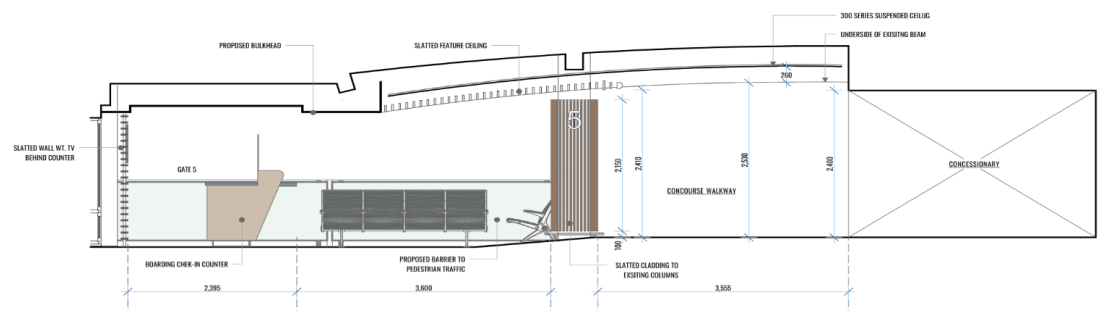 300 SERIES SUSPENDED CEILUG
UNDERSIDE OF EXISITNG BEAM
PROPOSED BULKHEAD
SLATTED FEATURE CEILING
260
5
SLATTED WALL WT. TV
BEHIND COUNTER
GATE 5
2,150
2,410
2,530
2,400
CONCOURSE WALKWAY
CONCESSIONARY
100
BOARDING CHEK-IN COUNTER
PROPOSED BARRIER TO
PEDESTRIAN TRAFFIC
SLATTED CLADDING TO
EXSITING COLUMNS
2,395
3,600
3,555